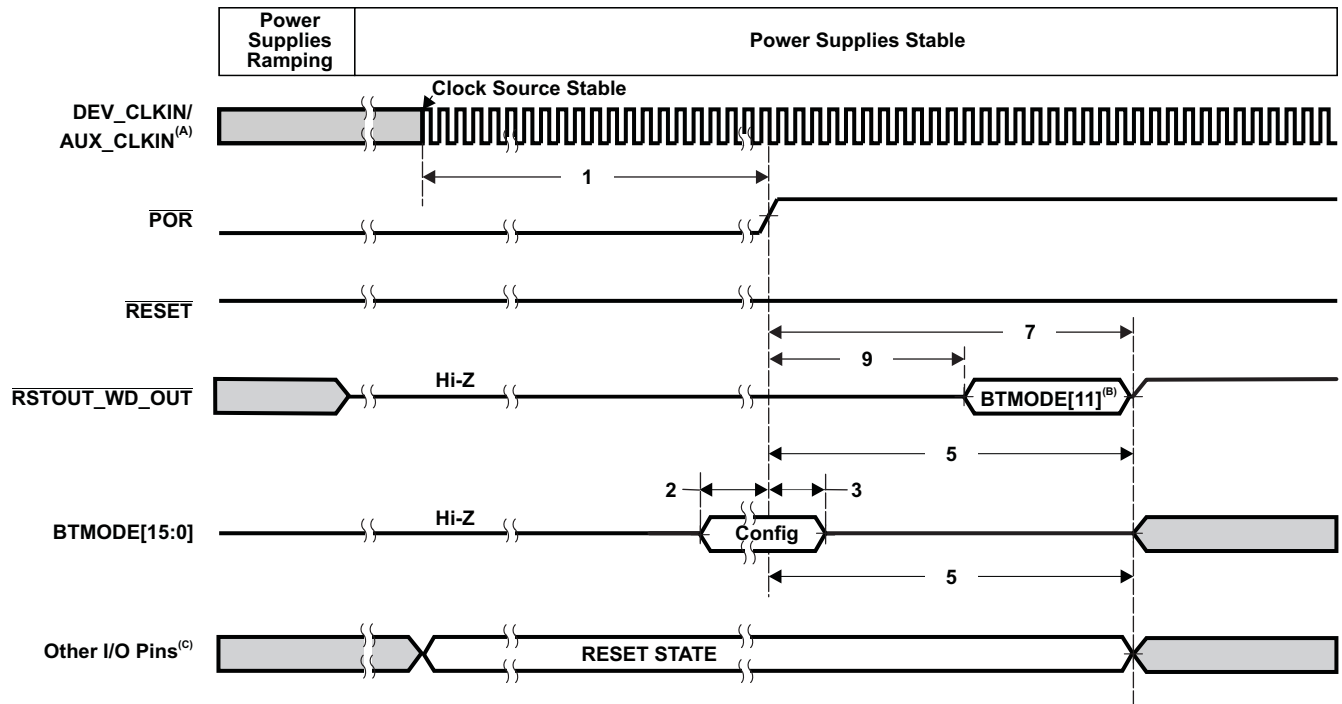 Power
Supplies
Ramping
Power Supplies Stable
Clock Source Stable
DEV_CLKIN/
AUX_CLKIN(A)
1
POR
RESET
7
9
RSTOUT_WD_OUT
Hi-Z
BTMODE[11](B)
5
2
3
BTMODE[15:0]
Hi-Z
Config
5
Other I/O Pins(C)
RESET STATE